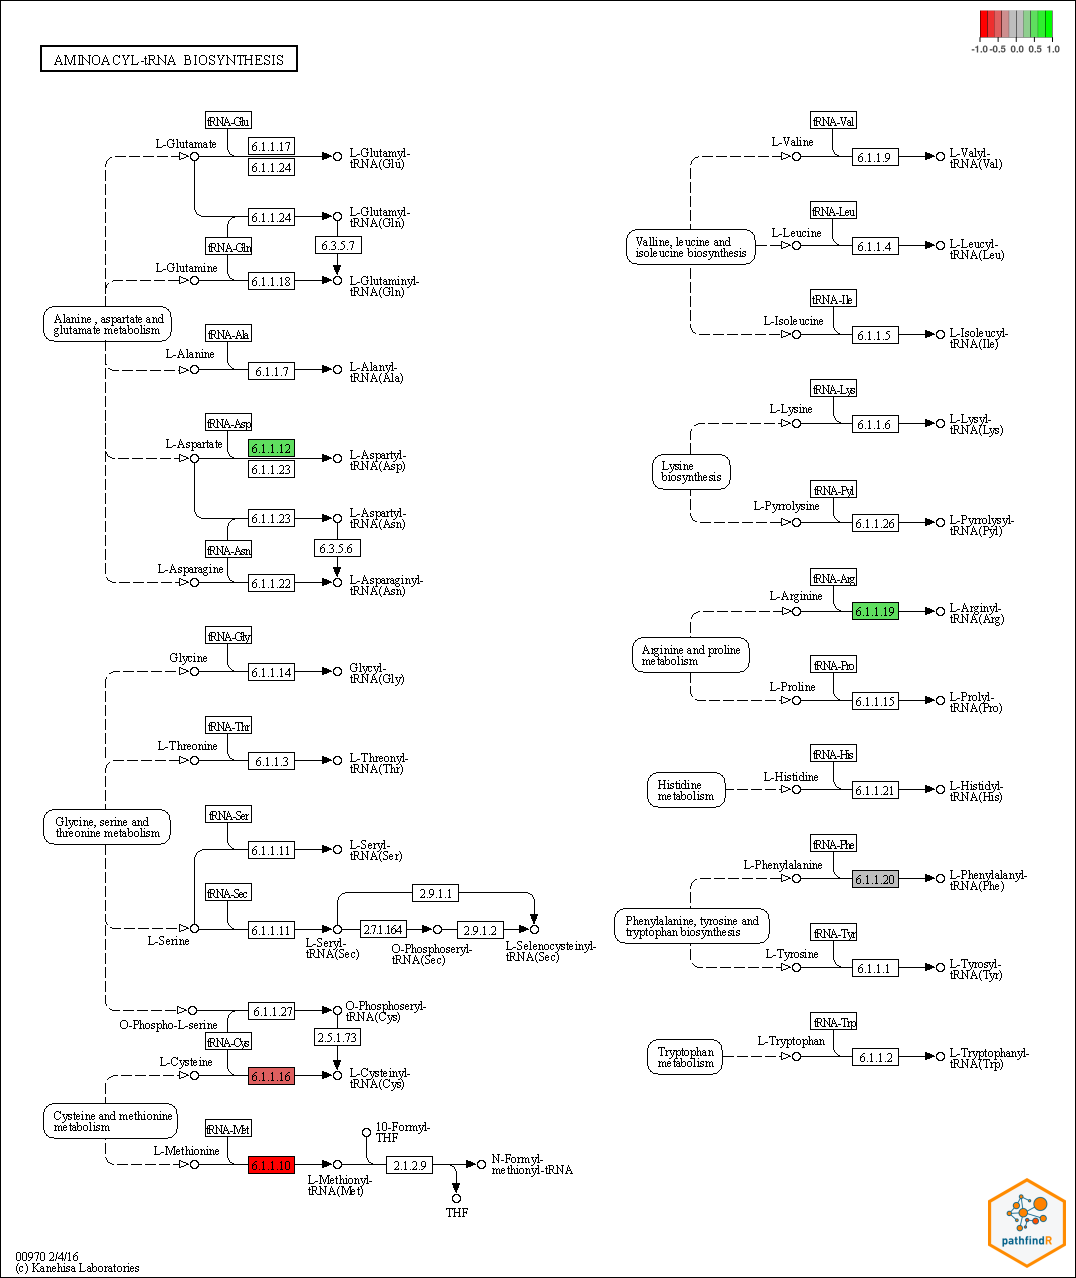 -1.0 -0.5 0.0 0.5 1.0
AMINOACYL-tRNA BIOSYNTHESIS
tRNA-Glu
L-Glutamate
6.1.1.17
6.1.1.24
L-Glutamyl-
tRNA(Glu)
6.1.1.24
L-Glutamyl-
tRNA(Gln)
tRNA-Gln
6.3.5.7
L-Glutamine
6.1.1.18
L-Glutaminyl-
tRNA(Gln)
Alanine , aspartate and
glutamate metabolism
tRNA-Ala
L-Alanine
6.1.1.7
L-Alanyl-
tRNA(Ala)
tRNA-Asp
L-Aspartate
6.1.1.12
6.1.1.23
L-Aspartyl-
tRNA(Asp)
6.1.1.23
L-Aspartyl-
tRNA(Asn)
tRNA-Asn
6.3.5.6
L-Asparagine
6.1.1.22
L-Asparaginyl-
tRNA(Asn)
tRNA-Gly
Glycine
6.1.1.14
Glycyl-
tRNA(Gly)
tRNA-Thr
L-Threonine
6.1.1.3
L-Threonyl-
tRNA(Thr)
Glycine, serine and
threonine metabolism
tRNA-Ser
6.1.1.11
L-Seryl-
tRNA(Ser)
tRNA-Sec
L-Serine
6.1.1.11
L-Seryl-
tRNA(Sec)
2.9.1.1
2.7.1.164
O-Phosphoseryl-
tRNA(Sec)
2.9.1.2
L-Selenocysteinyl-
tRNA(Sec)
O-Phospho-L-serine
6.1.1.27
O-Phosphoseryl-
tRNA(Cys)
tRNA-Cys
2.5.1.73
L-Cysteine
6.1.1.16
L-Cysteinyl-
tRNA(Cys)
Cysteine and methionine
metabolism
tRNA-Met
L-Methionine
6.1.1.10
L-Methionyl-
tRNA(Met)
10-Formyl-
THF
2.1.2.9
N-Formyl-
methionyl-tRNA
THF
tRNA-Val
L-Valine
6.1.1.9
L-Valyl-
tRNA(Val)
tRNA-Leu
Valline, leucine and
isoleucine biosynthesis
L-Leucine
6.1.1.4
L-Leucyl-
tRNA(Leu)
tRNA-Ile
L-Isoleucine
6.1.1.5
L-Isoleucyl-
tRNA(Ile)
tRNA-Lys
L-Lysine
6.1.1.6
L-Lysyl-
tRNA(Lys)
Lysine
biosynthesis
tRNA-Pyl
L-Pyrrolysine
6.1.1.26
L-Pyrrolysyl-
tRNA(Pyl)
tRNA-Arg
L-Arginine
6.1.1.19
L-Arginyl-
tRNA(Arg)
Arginine and proline
metabolism
tRNA-Pro
L-Proline
6.1.1.15
L-Prolyl-
tRNA(Pro)
tRNA-His
Histidine
metabolism
L-Histidine
6.1.1.21
L-Histidyl-
tRNA(His)
tRNA-Phe
L-Phenylalanine
6.1.1.20
L-Phenylalanyl-
tRNA(Phe)
Phenylalanine, tyrosine and
tryptophan biosynthesis
tRNA-Tyr
L-Tyrosine
6.1.1.1
L-Tyrosyl-
tRNA(Tyr)
tRNA-Trp
Tryptophan
metabolism
L-Tryptophan
6.1.1.2
L-Tryptophanyl-
tRNA(Trp)
pathfindR
00970 2/4/16
(c) Kanehisa Laboratories